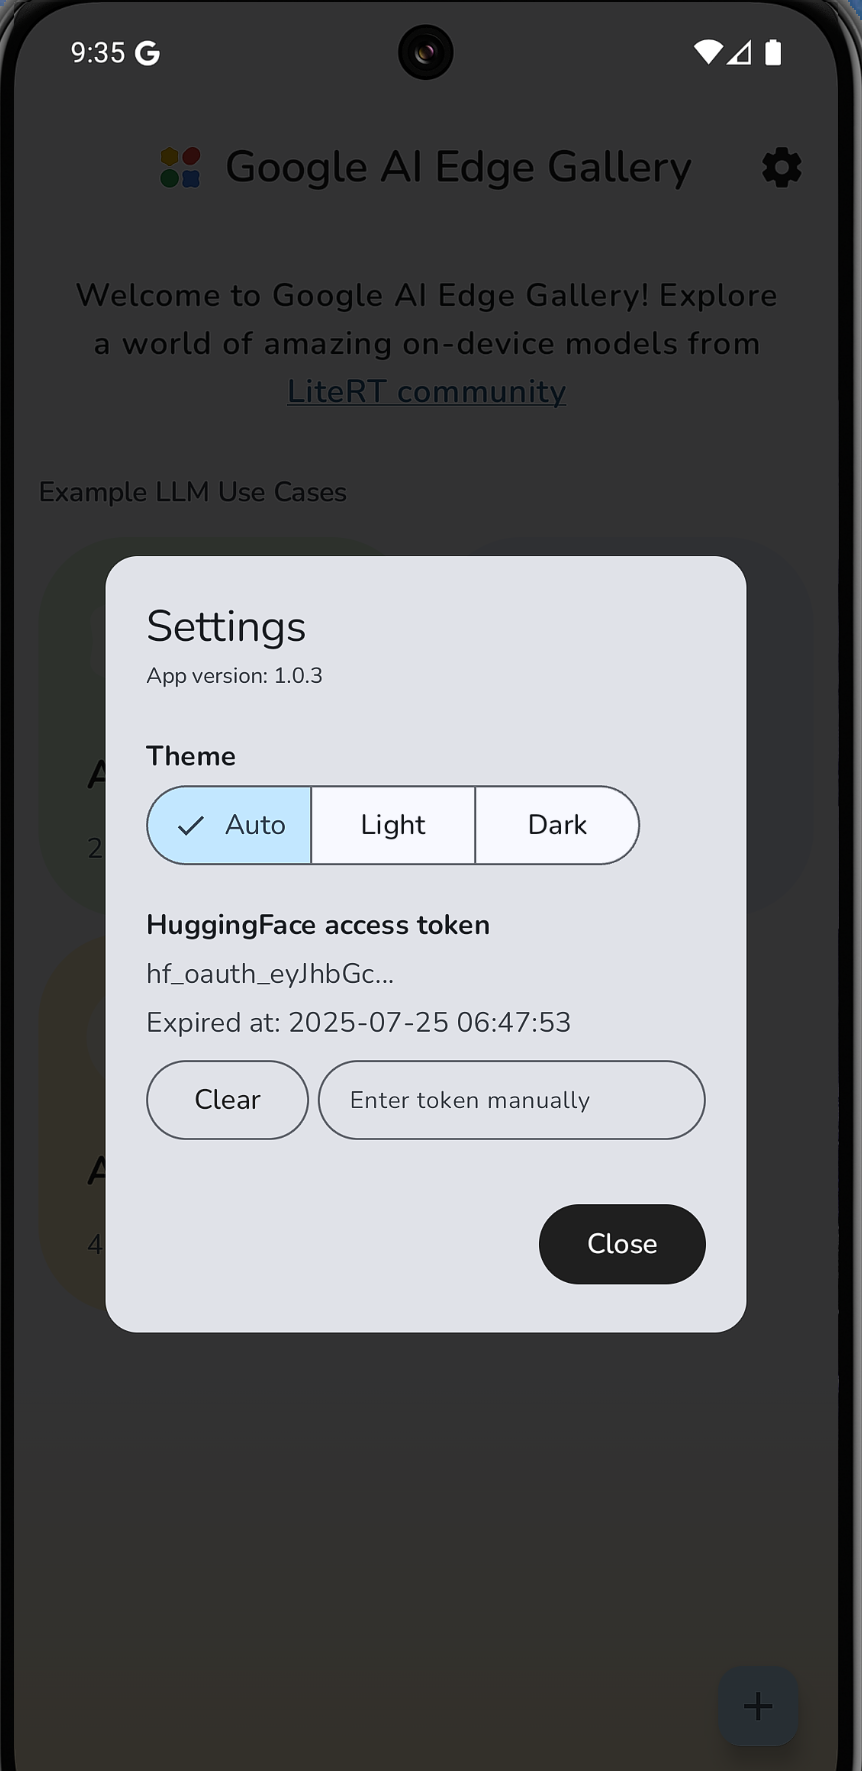 9:35
Google AI Edge Gallery
Welcome to Google AI Edge Gallery! Explore
a world of amazing on-device models from
LiteRT community
Example LLM Use Cases
Settings
App version: 1.0.3
Theme
Auto Light Dark
HuggingFace access token
hf_oauth_eyJhbGc...
Expired at: 2025-07-25 06:47:53
Clear Enter token manually
Close